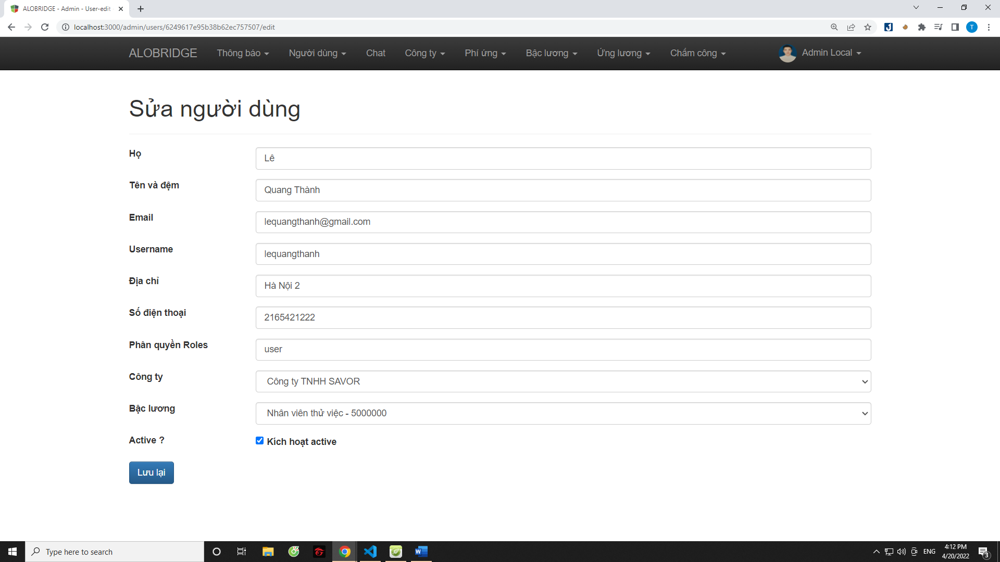 ALOBRIDGE - Admin - User-edit
localhost:3000/admin/users/6249617e95b38b62ec757507/edit
T
ALOBRIDGE Thông báo Người dùng Chat Công ty Phí ứng Bậc lương Ứng lương Chấm công Admin Local
Sửa người dùng
Họ Lê
Tên và đệm Quang Thành
Email lequangthanh@gmail.com
Username lequangthanh
Địa chỉ Hà Nội 2
Số điện thoại 2165421222
Phân quyền Roles user
Công ty Công ty TNHH SAVOR
Bậc lương Nhân viên thử việc - 5000000
Active ? Kích hoạt active
Lưu lại
Type here to search
ENG
4:12 PM
4/20/2022
3